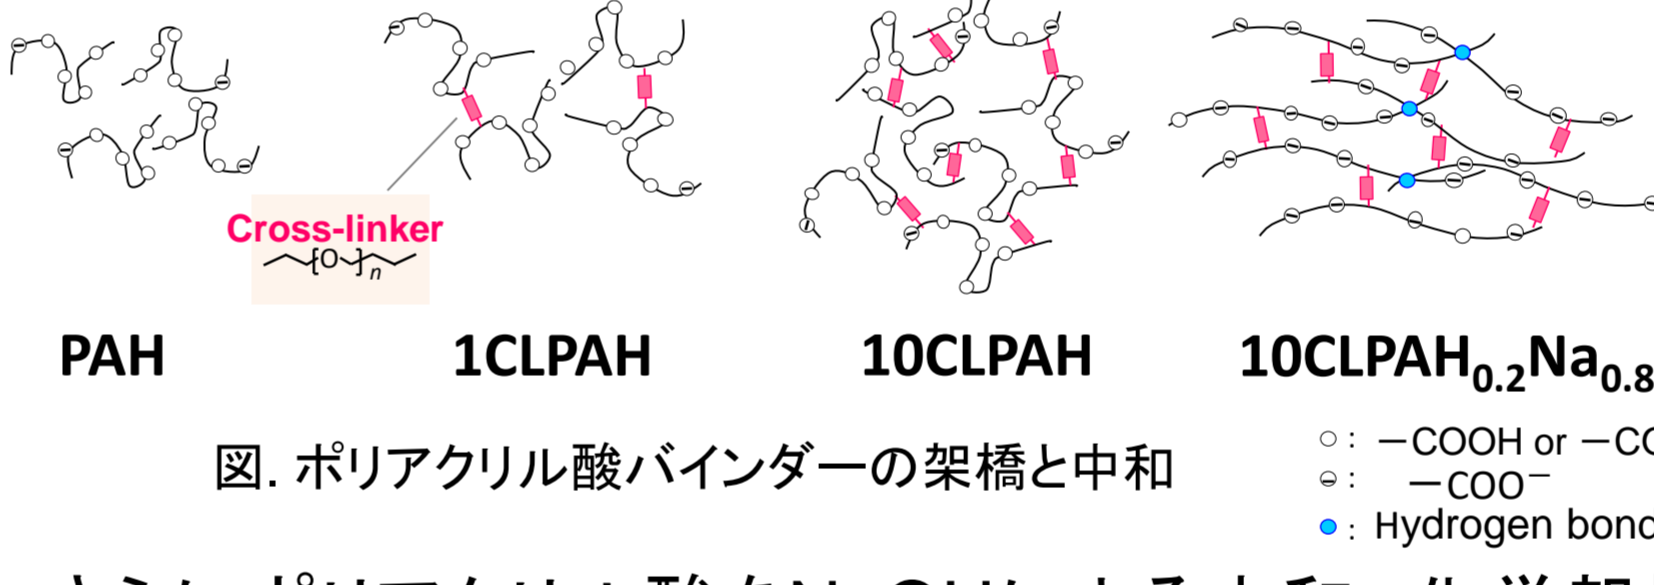 Cross-linker
[O]n
PAH
1CLPAH
10CLPAH
10CLPAH0.2Na0.8
図. ポリアクリル酸バインダーの架橋と中和
○ : −COOH or −CO
⊖ : −COO−
● : Hydrogen bond